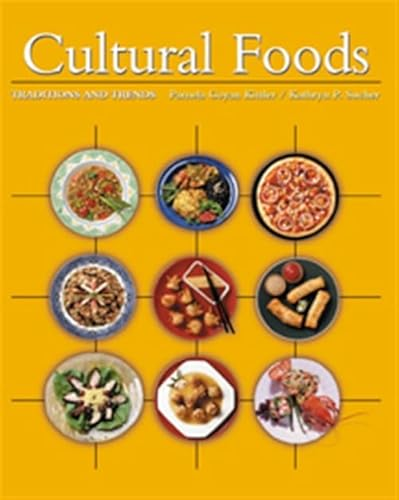 Cultural Foods
TRADITIONS AND TRENDS Pamela Goyan Kittler / Kathryn P. Sucher